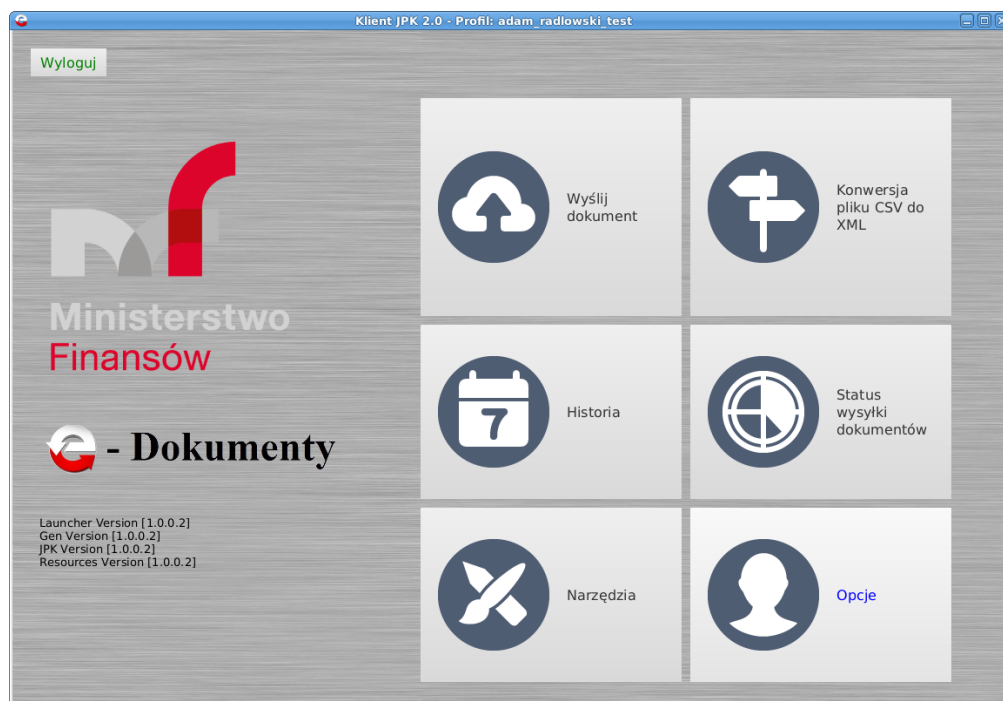 Klient JPK 2.0 - Profil: adam_radlowski_test
Wyloguj
Ministerstwo
Finansów
e - Dokumenty
Launcher Version [1.0.0.2]
Gen Version [1.0.0.2]
JPK Version [1.0.0.2]
Resources Version [1.0.0.2]
Wyślij
dokument
Konwersja
pliku CSV do
XML
7
Historia
Status
wysyłki
dokumentów
Narzędzia
Opcje